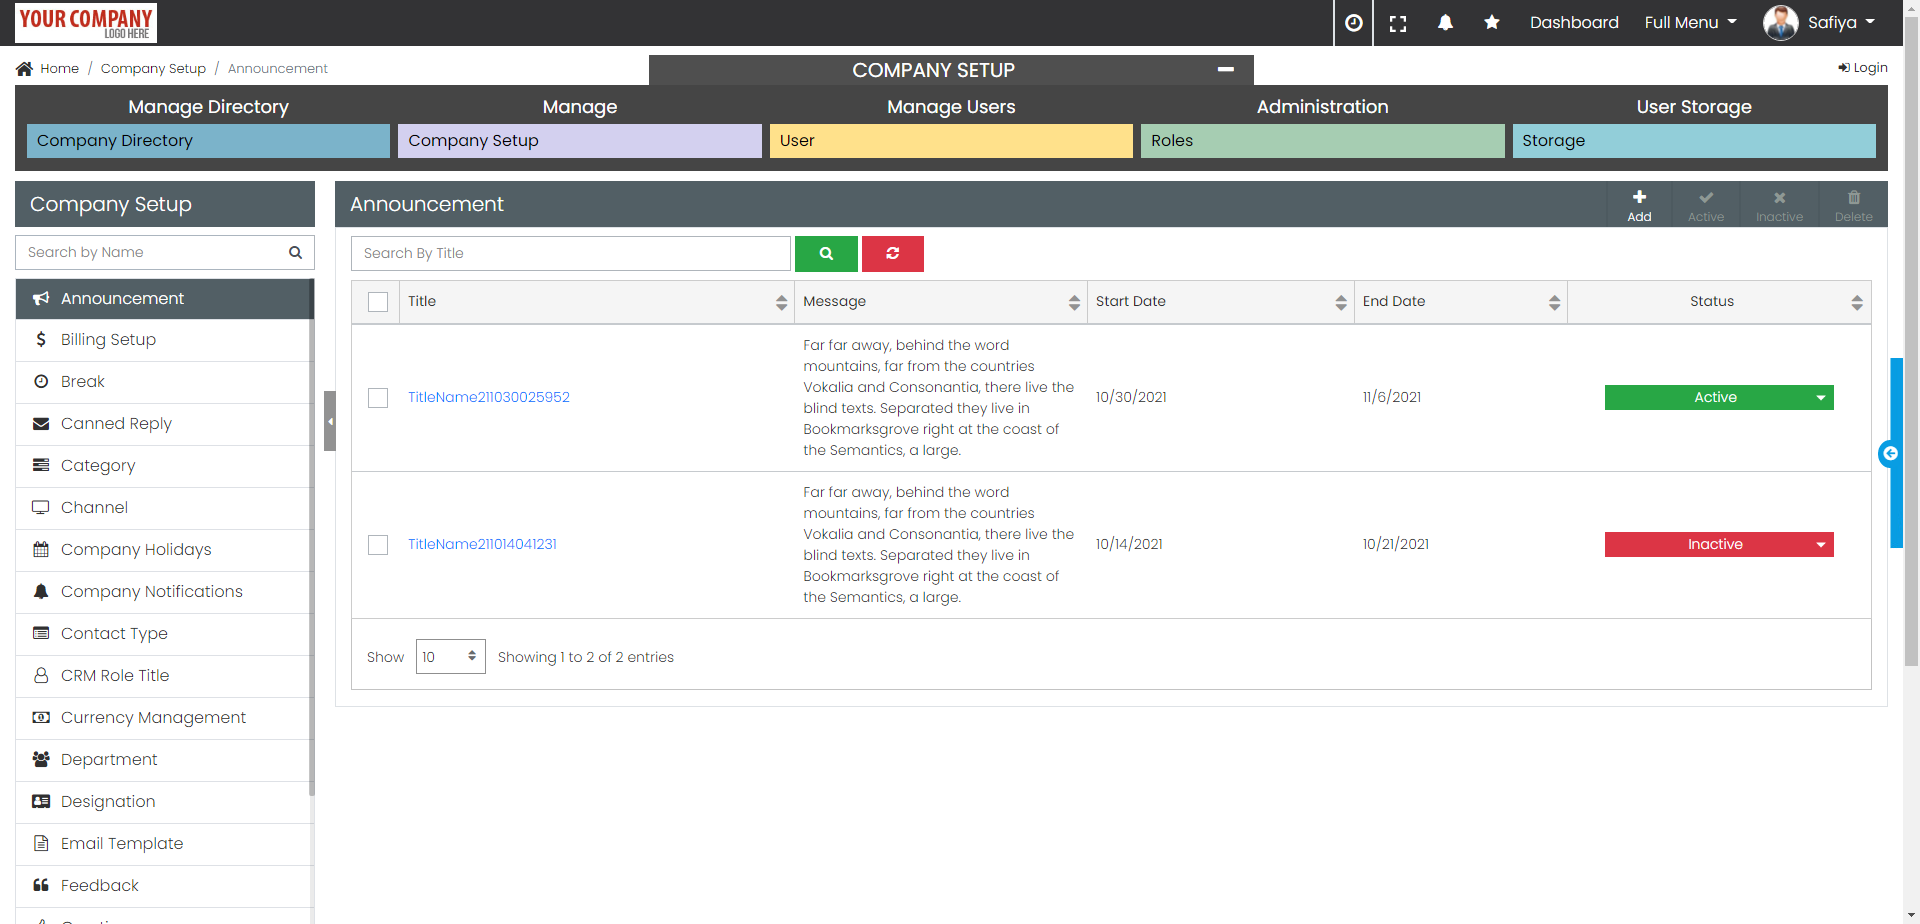 YOUR COMPANY
LOGO HERE
Dashboard
Full Menu
Safiya
Home / Company Setup / Announcement
COMPANY SETUP
Login
Manage Directory
Manage
Manage Users
Administration
User Storage
Company Directory
Company Setup
User
Roles
Storage
Company Setup
Search by Name
Announcement
Billing Setup
Break
Canned Reply
Category
Channel
Company Holidays
Company Notifications
Contact Type
CRM Role Title
Currency Management
Department
Designation
Email Template
Feedback
Announcement
Add
Active
Inactive
Delete
Search By Title
Title
Message
Start Date
End Date
Status
TitleName211030025952
Far far away, behind the word
mountains, far from the countries
Vokalia and Consonantia, there live the
blind texts. Separated they live in
Bookmarksgrove right at the coast of
the Semantics, a large.
10/30/2021
11/6/2021
Active
TitleName211014041231
Far far away, behind the word
mountains, far from the countries
Vokalia and Consonantia, there live the
blind texts. Separated they live in
Bookmarksgrove right at the coast of
the Semantics, a large.
10/14/2021
10/21/2021
Inactive
Show 10 Showing 1 to 2 of 2 entries